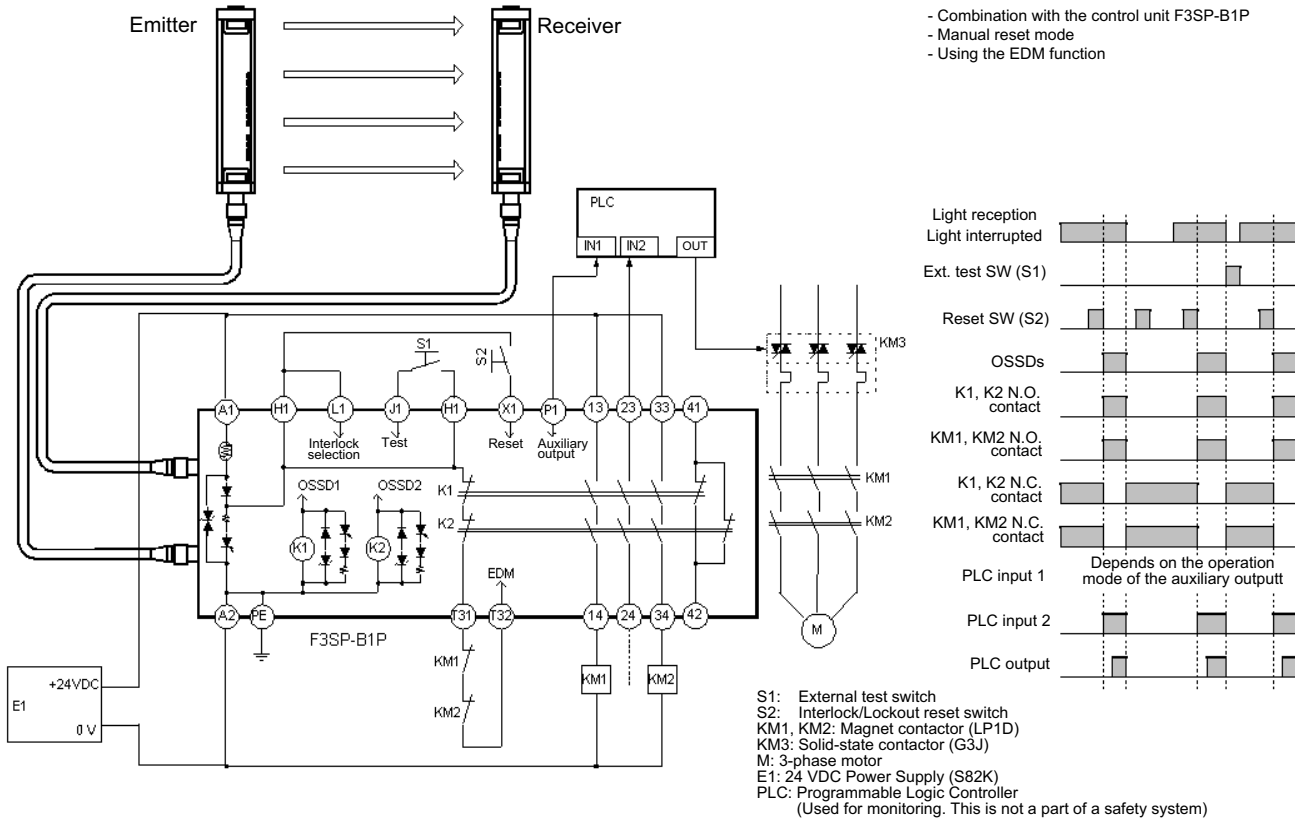 Emitter
Receiver
- Combination with the control unit F3SP-B1P
- Manual reset mode
- Using the EDM function
PLC
IN1 IN2 OUT
KM3
S1
S2
A1 H1 L1 J1 H1 X1 P1 13 23 33 41
Interlock
selection
Test
Reset
Auxiliary
output
OSSD1
OSSD2
K1
K2
K1
K2
EDM
KM1
KM2
A2 PE T31 T32 14 24 34 42
F3SP-B1P
M
KM1
KM2
KM1
KM2
+24VDC
E1
0 V
Light reception
Light interrupted
Ext. test SW (S1)
Reset SW (S2)
OSSDs
K1, K2 N.O.
contact
KM1, KM2 N.O.
contact
K1, K2 N.C.
contact
KM1, KM2 N.C.
contact
PLC input 1
Depends on the operation
mode of the auxiliary outputt
PLC input 2
PLC output
S1: External test switch
S2: Interlock/Lockout reset switch
KM1, KM2: Magnet contactor (LP1D)
KM3: Solid-state contactor (G3J)
M: 3-phase motor
E1: 24 VDC Power Supply (S82K)
PLC: Programmable Logic Controller
(Used for monitoring. This is not a part of a safety system)